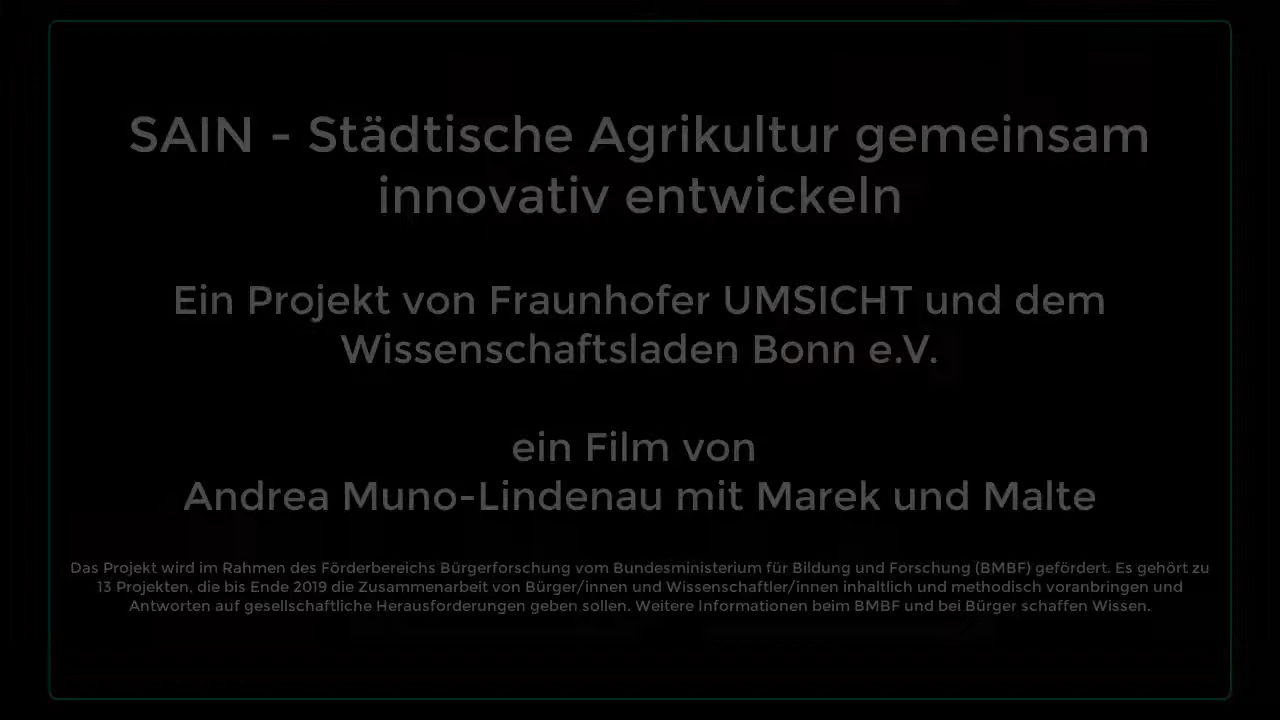 SAIN - Städtische Agrikultur gemeinsam
innovativ entwickeln
Ein Projekt von Fraunhofer UMSICHT und dem
Wissenschaftsladen Bonn e.V.
ein Film von
Andrea Muno-Lindenau mit Marek und Malte
Das Projekt wird im Rahmen des Förderbereichs Bürgerforschung vom Bundesministerium für Bildung und Forschung (BMBF) gefördert. Es gehört zu
13 Projekten, die bis Ende 2019 die Zusammenarbeit von Bürger/innen und Wissenschaftler/innen inhaltlich und methodisch voranbringen und
Antworten auf gesellschaftliche Herausforderungen geben sollen. Weitere Informationen beim BMBF und bei Bürger schaffen Wissen.